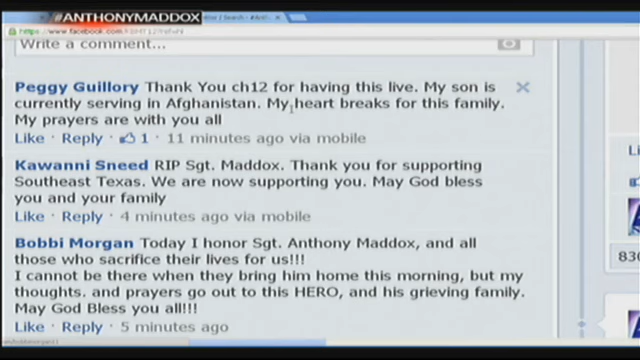 #ANTHONYMADDOX
https://www.facebook.com
Write a comment...
Peggy Guillory Thank You ch12 for having this live. My son is
currently serving in Afghanistan. My heart breaks for this family.
My prayers are with you all
Like · Reply · 1 · 11 minutes ago via mobile
Kawanni Sneed RIP Sgt. Maddox. Thank you for supporting
Southeast Texas. We are now supporting you. May God bless
you and your family
Like · Reply · 4 minutes ago via mobile
Bobbi Morgan Today I honor Sgt. Anthony Maddox, and all
those who sacrifice their lives for us!!!
I cannot be there when they bring him home this morning, but my
thoughts. and prayers go out to this HERO, and his grieving family.
May God Bless you all!!!
Like · Reply · 5 minutes ago
Li
830